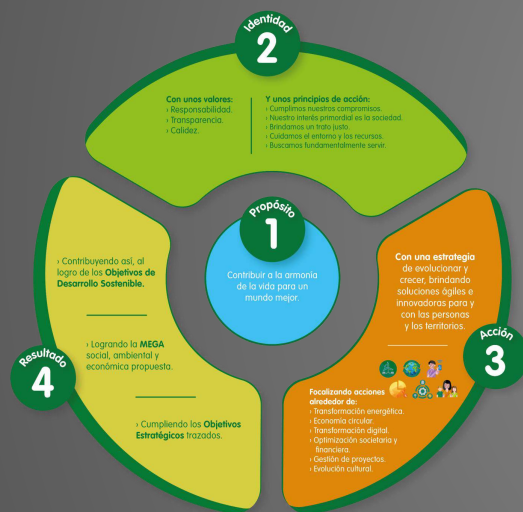 Propósito
1
Contribuir a la armonía
de la vida para un
mundo mejor.
Identidad
2
Con unos valores:
› Responsabilidad.
› Transparencia.
› Calidez.
Y unos principios de acción:
› Cumplimos nuestros compromisos.
› Nuestro interés primordial es la sociedad.
› Brindamos un trato justo.
› Cuidamos el entorno y los recursos.
› Buscamos fundamentalmente servir.
Acción
3
Con una estrategia
de evolucionar y
crecer, brindando
soluciones ágiles e
innovadoras para y
con las personas
y los territorios.
Focalizando acciones
alrededor de:
› Transformación energética.
› Economía circular.
› Transformación digital.
› Optimización societaria y
financiera.
› Gestión de proyectos.
› Evolución cultural.
Resultado
4
› Contribuyendo así, al
logro de los Objetivos de
Desarrollo Sostenible.
› Logrando la MEGA
social, ambiental y
económica propuesta.
› Cumpliendo los Objetivos
Estratégicos trazados.